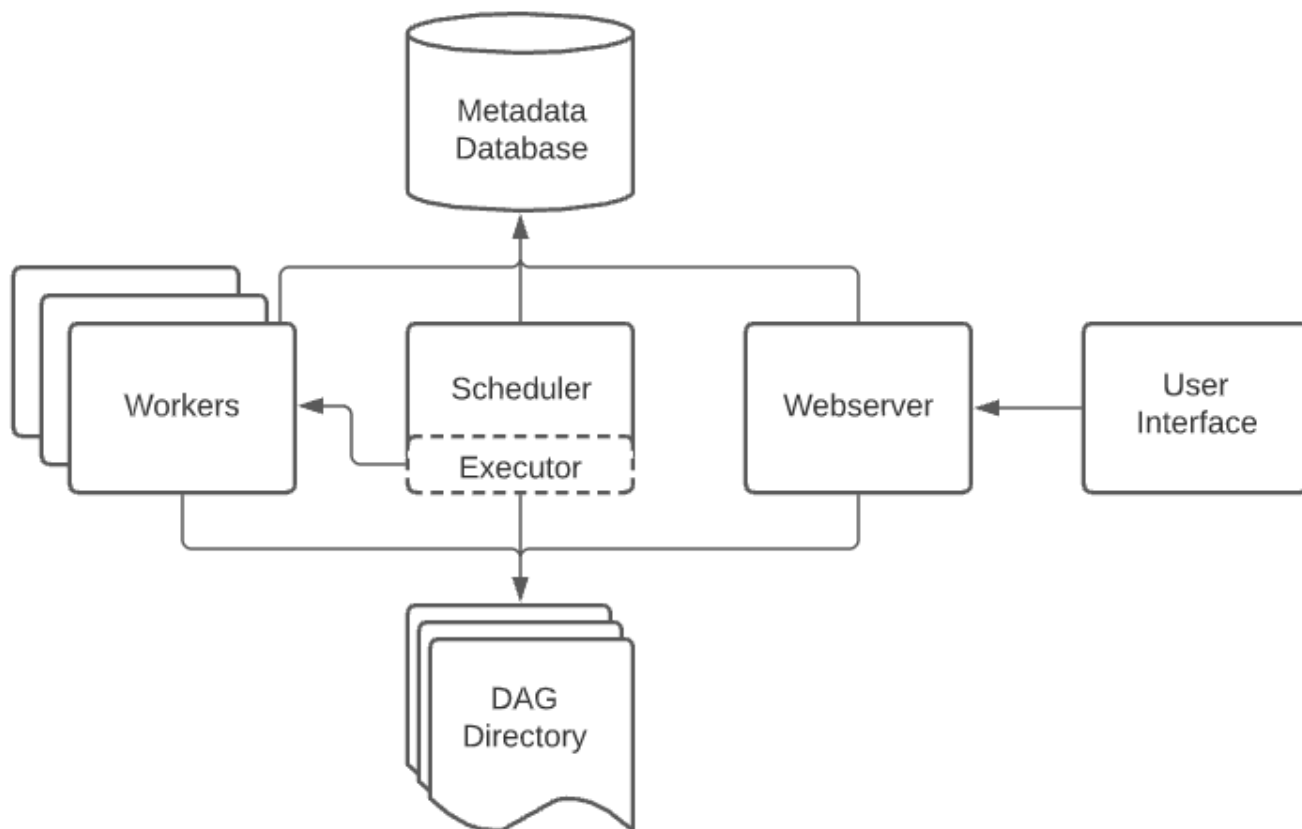 Metadata
Database
Workers
Scheduler
Executor
Webserver
User
Interface
DAG
Directory